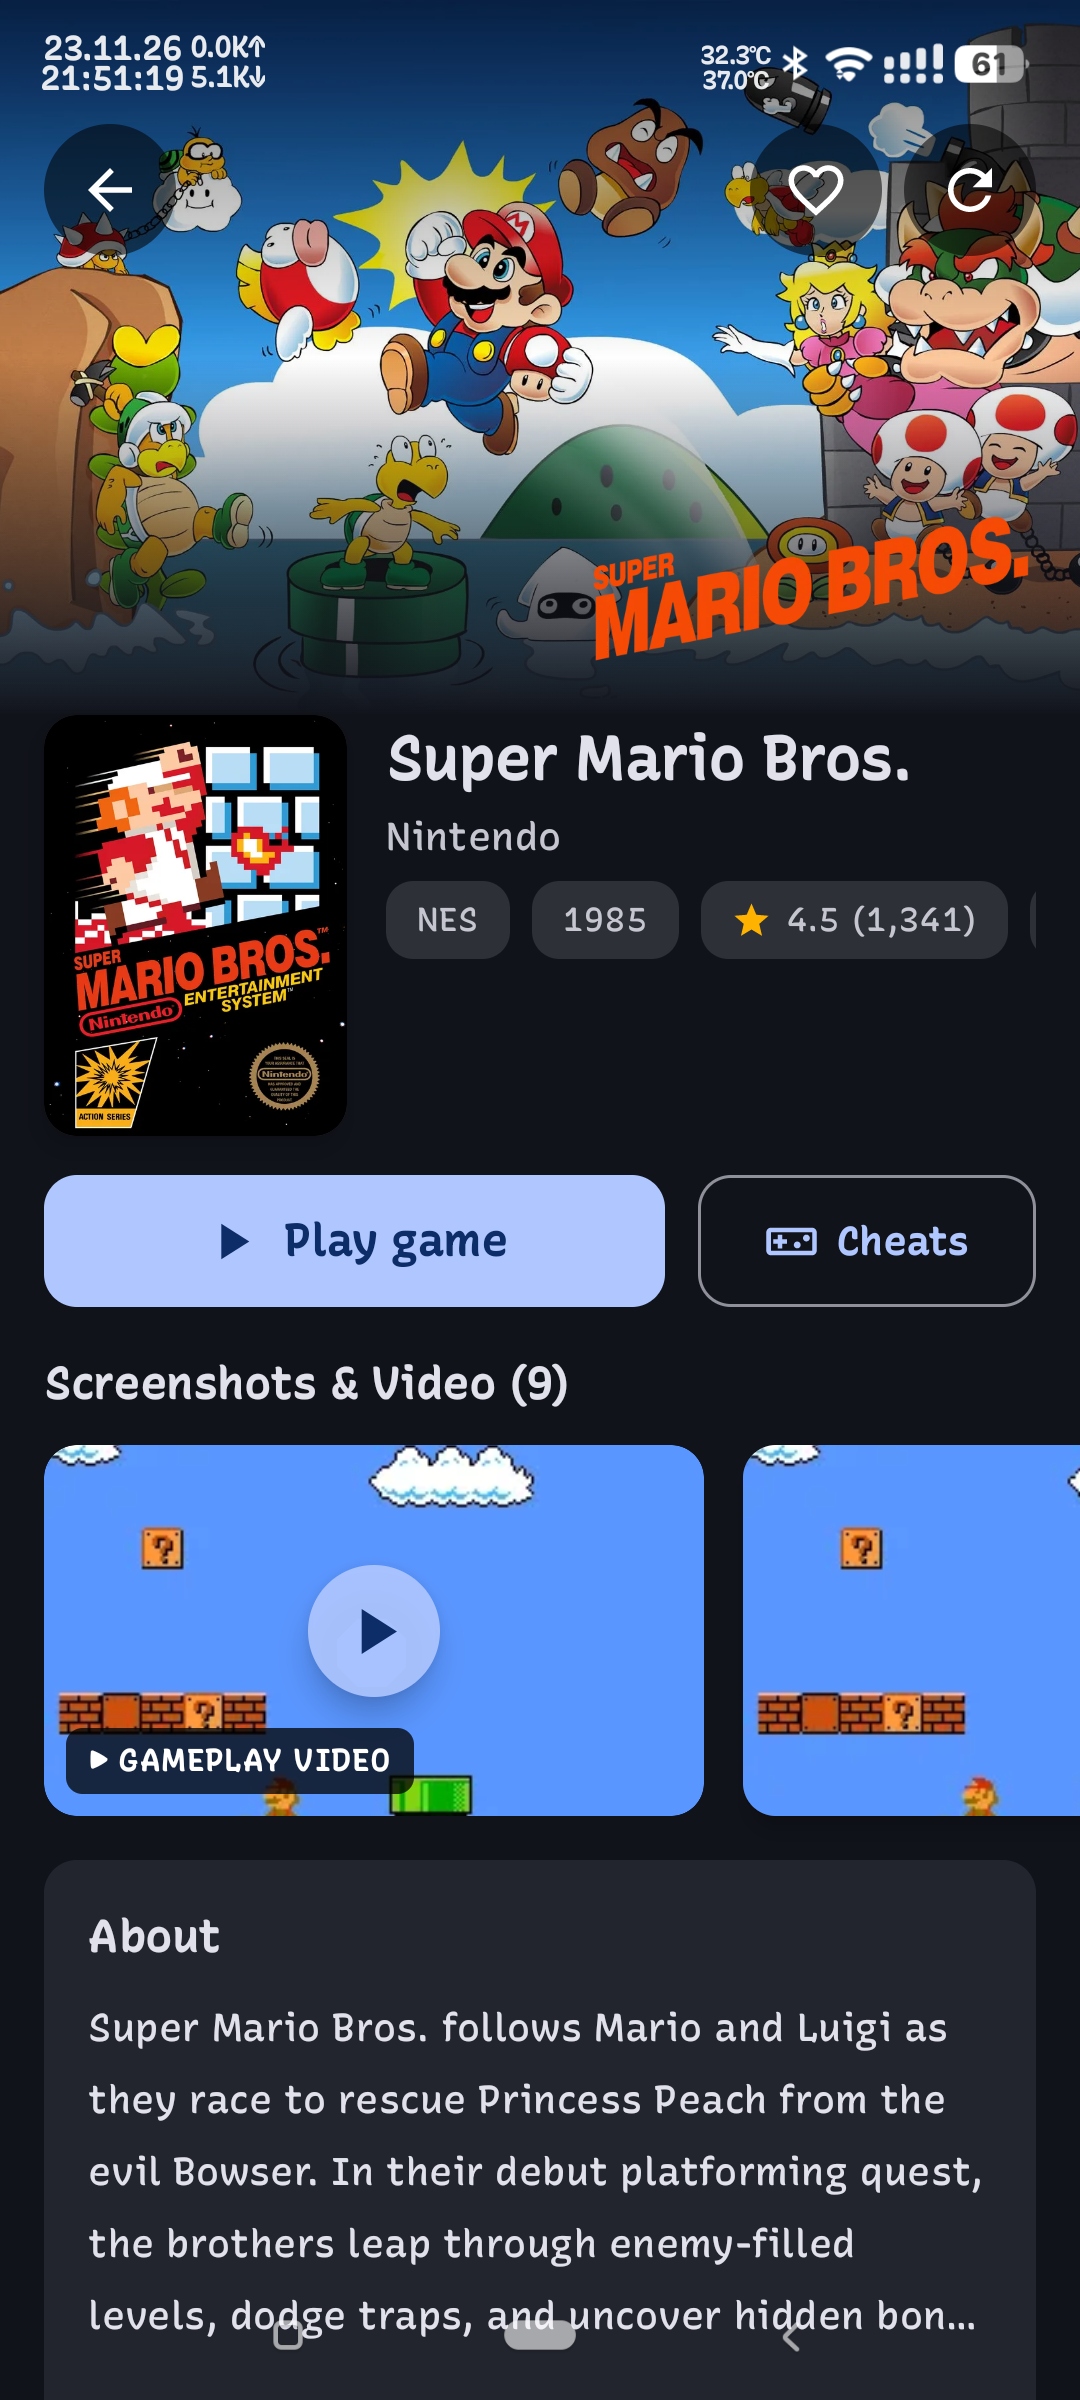 23.11.26 0.0K↑
21:51:19 5.1K↓
32.3°C
37.0°C
61
SUPER
MARIO BROS.
SUPER
MARIO BROS.™
Nintendo
ENTERTAINMENT
SYSTEM™
Nintendo
ACTION SERIES
Super Mario Bros.
Nintendo
NES
1985
4.5 (1,341)
Play game
Cheats
Screenshots & Video (9)
GAMEPLAY VIDEO
About
Super Mario Bros. follows Mario and Luigi as
they race to rescue Princess Peach from the
evil Bowser. In their debut platforming quest,
the brothers leap through enemy-filled
levels, dodge traps, and uncover hidden bon...